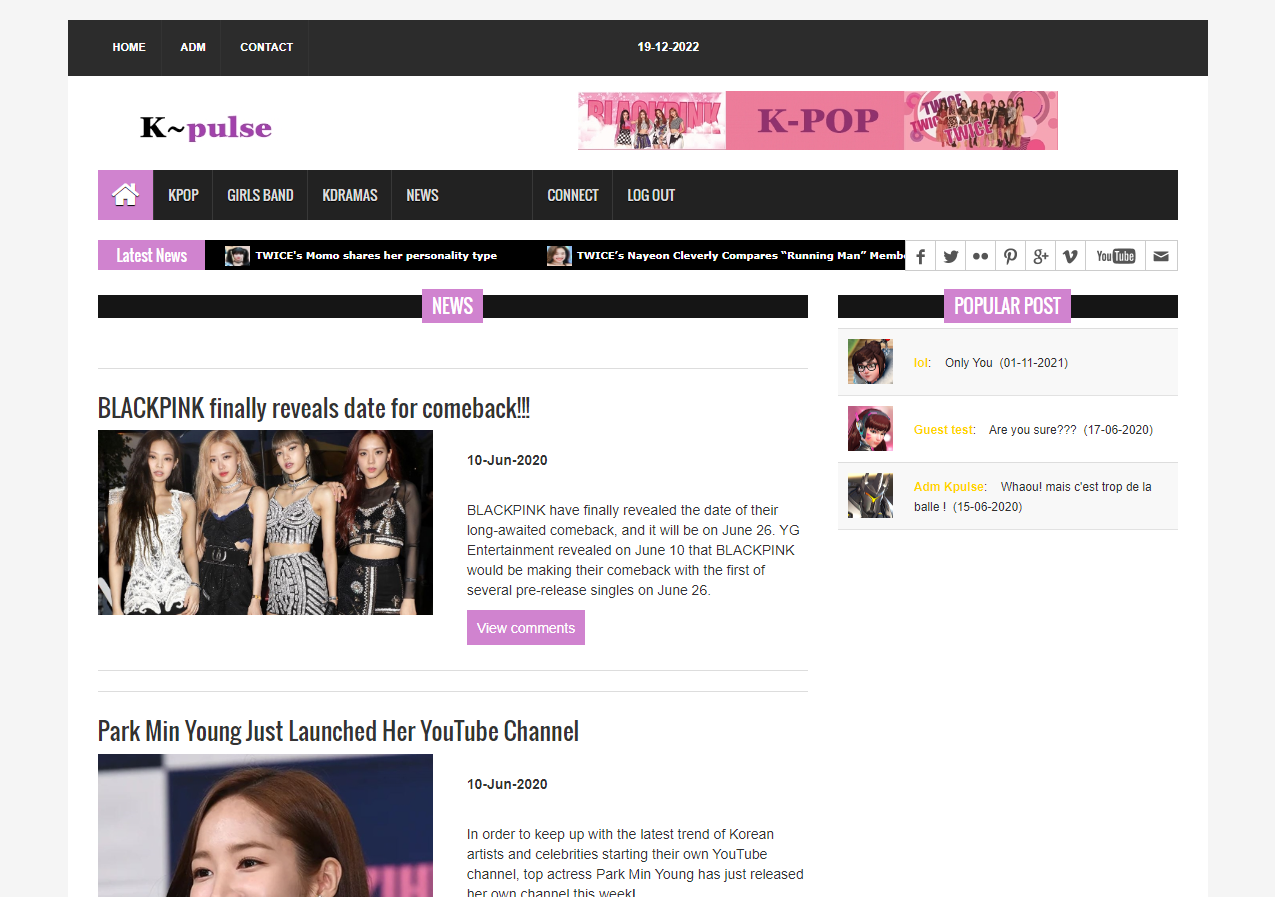 HOME ADM CONTACT 19-12-2022
K~pulse
BLACKPINK K-POP TWICE TWICE TWICE TWICE
KPOP GIRLS BAND KDRAMAS NEWS CONNECT LOG OUT
Latest News TWICE's Momo shares her personality type TWICE’s Nayeon Cleverly Compares “Running Man” Memb
You Tube
NEWS
BLACKPINK finally reveals date for comeback!!!
10-Jun-2020
BLACKPINK have finally revealed the date of their
long-awaited comeback, and it will be on June 26. YG
Entertainment revealed on June 10 that BLACKPINK
would be making their comeback with the first of
several pre-release singles on June 26.
View comments
Park Min Young Just Launched Her YouTube Channel
10-Jun-2020
In order to keep up with the latest trend of Korean
artists and celebrities starting their own YouTube
channel, top actress Park Min Young has just released
her own channel this week!
POPULAR POST
lol: Only You (01-11-2021)
Guest test: Are you sure??? (17-06-2020)
Adm Kpulse: Whaou! mais c'est trop de la
balle ! (15-06-2020)